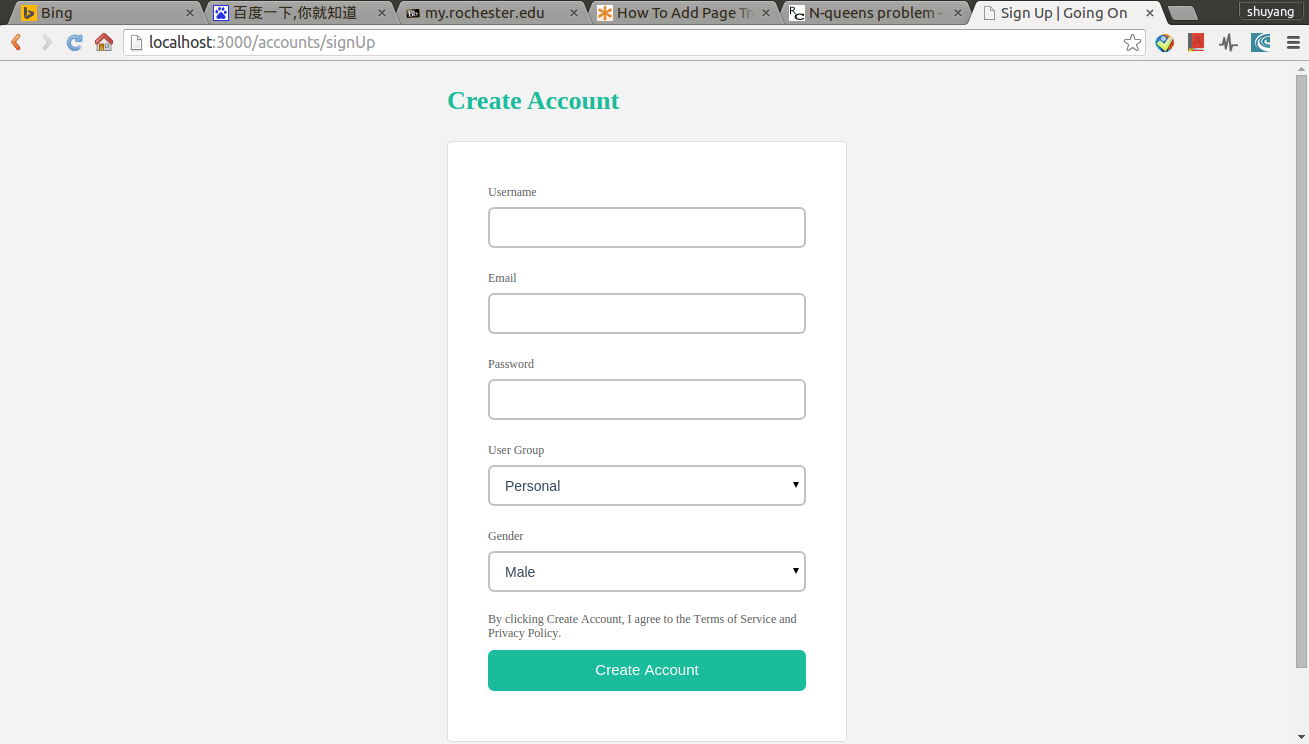 Bing
百度一下,你就知道
my.rochester.edu
How To Add Page Tr
N-queens problem -
Sign Up | Going On
shuyang
localhost:3000/accounts/signUp
Create Account
Username
Email
Password
User Group
Personal
Gender
Male
By clicking Create Account, I agree to the Terms of Service and
Privacy Policy.
Create Account